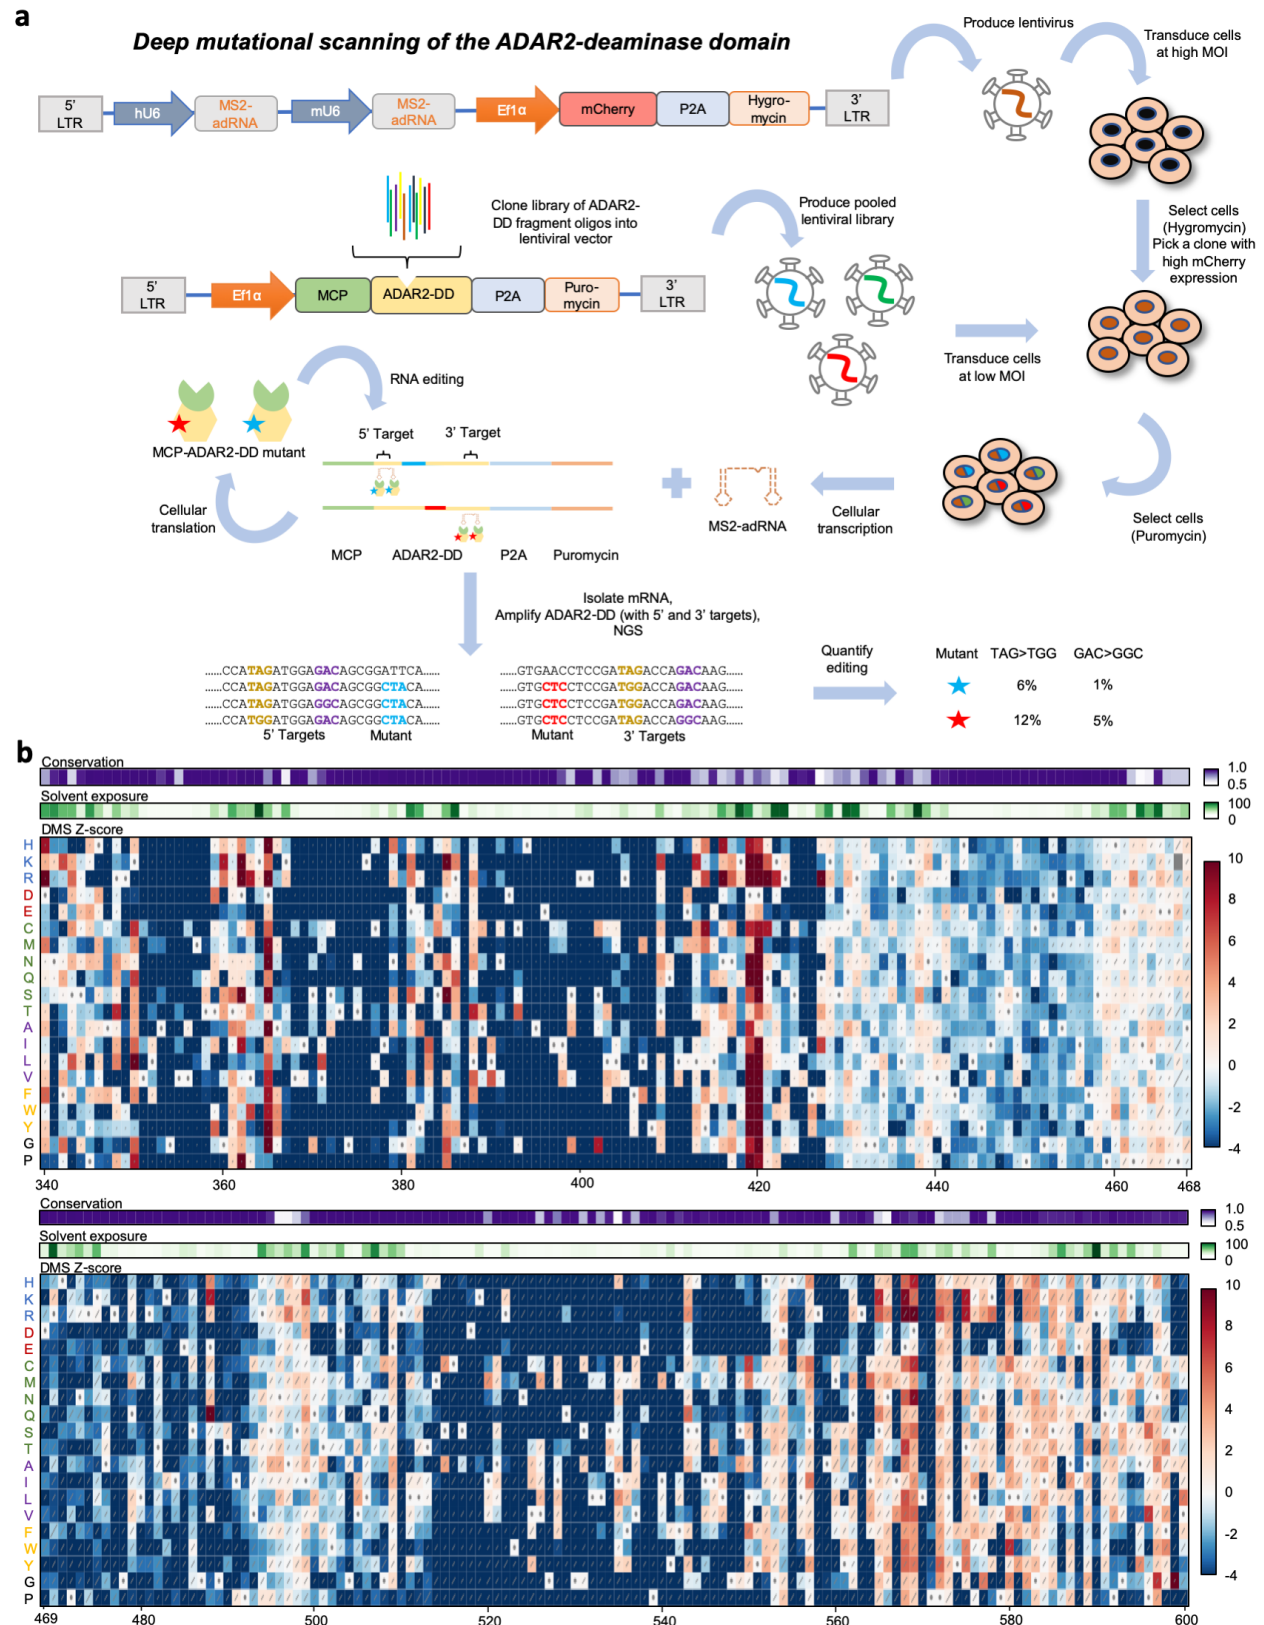 a
Deep mutational scanning of the ADAR2-deaminase domain
Produce lentivirus
Transduce cells
at high MOI
5'
LTR
hU6
MS2-
adRNA
mU6
MS2-
adRNA
Ef1α
mCherry
P2A
Hygro-
mycin
3'
LTR
Clone library of ADAR2-
DD fragment oligos into
lentiviral vector
Produce pooled
lentiviral library
Select cells
(Hygromycin)
Pick a clone with
high mCherry
expression
5'
LTR
Ef1α
MCP
ADAR2-DD
P2A
Puro-
mycin
3'
LTR
Transduce cells
at low MOI
RNA editing
MCP-ADAR2-DD mutant
5' Target
3' Target
Cellular
translation
MS2-adRNA
Cellular
transcription
Select cells
(Puromycin)
MCP
ADAR2-DD
P2A
Puromycin
Isolate mRNA,
Amplify ADAR2-DD (with 5' and 3' targets),
NGS
......CCATAGATGGAGACAGCGGATTCA......
......CCATAGATGGAGACAGCGGCTACA......
......CCATAGATGGAGGCAGCGGCTACA......
......CCATGGATGGAGACAGCGGCTACA......
5' Targets
Mutant
......GTGAACCTCCGATAGACCAGACAAG......
......GTGCTCCTCCGATGGACCAGACAAG......
......GTGCTCCTCCGATGGACCAGACAAG......
......GTGCTCCTCCGATAGACCAGGCAAG......
Mutant
3' Targets
Quantify
editing
Mutant TAG>TGG GAC>GGC
6% 1%
12% 5%
b
Conservation
1.0
0.5
Solvent exposure
100
0
DMS Z-score
H
K
R
D
E
C
M
N
Q
S
T
A
I
L
V
F
W
Y
G
P
10
8
6
4
2
0
-2
-4
340 360 380 400 420 440 460 468
Conservation
1.0
0.5
Solvent exposure
100
0
DMS Z-score
H
K
R
D
E
C
M
N
Q
S
T
A
I
L
V
F
W
Y
G
P
10
8
6
4
2
0
-2
-4
469 480 500 520 540 560 580 600